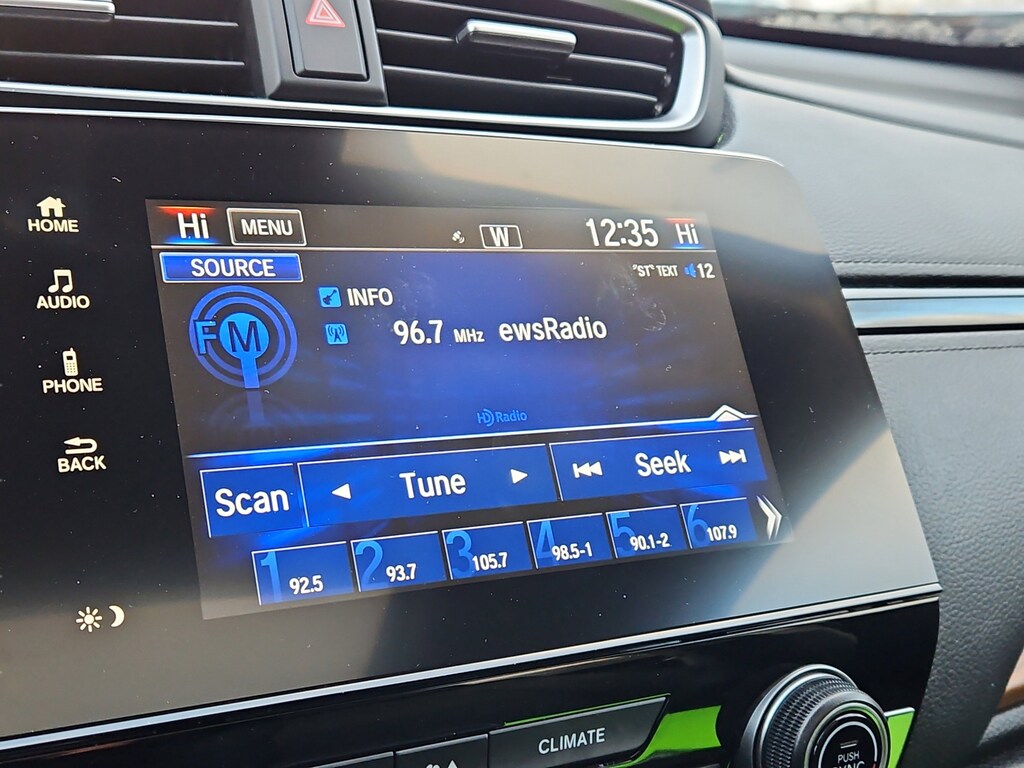 HOME
AUDIO
PHONE
BACK
Hi MENU W 12:35 Hi
SOURCE "ST" TEXT 12
FM
INFO
96.7 MHz ewsRadio
HD Radio
Scan Tune Seek
1 92.5 2 93.7 3 105.7 4 98.5-1 5 90.1-2 6 107.9
CLIMATE
PUSH
SYNC